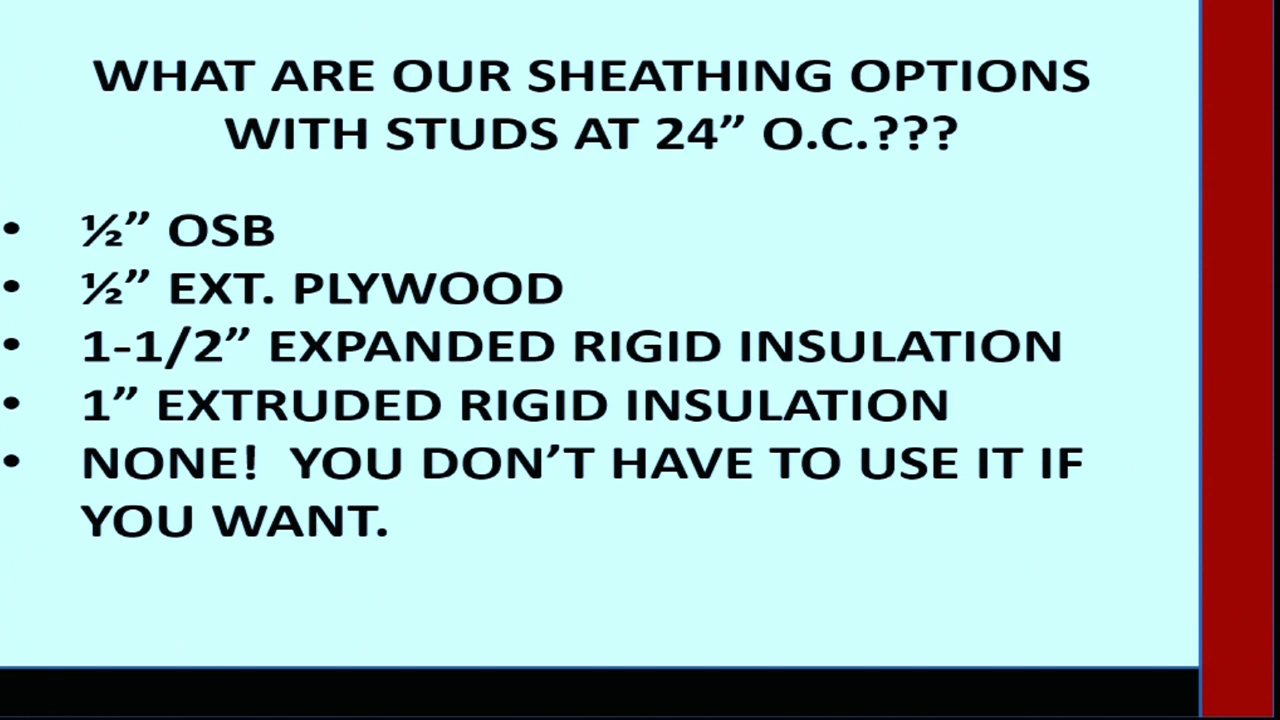 WHAT ARE OUR SHEATHING OPTIONS
WITH STUDS AT 24” O.C.???
• ½” OSB
• ½” EXT. PLYWOOD
• 1-1/2” EXPANDED RIGID INSULATION
• 1” EXTRUDED RIGID INSULATION
• NONE!  YOU DON’T HAVE TO USE IT IF
YOU WANT.